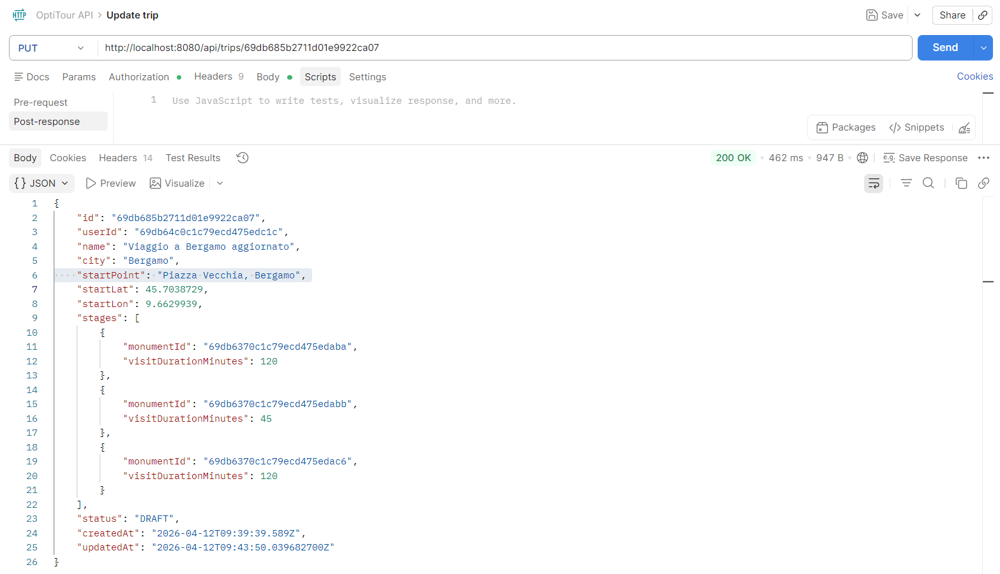 HTTP OptiTour API > Update trip Save Share
PUT http://localhost:8080/api/trips/69db685b2711d01e9922ca07 Send
Docs Params Authorization Headers 9 Body Scripts Settings Cookies
Pre-request
1 Use JavaScript to write tests, visualize response, and more.
Post-response
Packages </> Snippets
Body Cookies Headers 14 Test Results 200 OK • 462 ms • 947 B • e.g. Save Response •••
{} JSON Preview Visualize
1 {
2 "id": "69db685b2711d01e9922ca07",
3 "userId": "69db64c0c1c79ecd475edc1c",
4 "name": "Viaggio a Bergamo aggiornato",
5 "city": "Bergamo",
6 "startPoint": "Piazza Vecchia, Bergamo",
7 "startLat": 45.7038729,
8 "startLon": 9.6629939,
9 "stages": [
10 {
11 "monumentId": "69db6370c1c79ecd475edaba",
12 "visitDurationMinutes": 120
13 },
14 {
15 "monumentId": "69db6370c1c79ecd475edabb",
16 "visitDurationMinutes": 45
17 },
18 {
19 "monumentId": "69db6370c1c79ecd475edac6",
20 "visitDurationMinutes": 120
21 }
22 ],
23 "status": "DRAFT",
24 "createdAt": "2026-04-12T09:39:39.589Z",
25 "updatedAt": "2026-04-12T09:43:50.039682700Z"
26 }